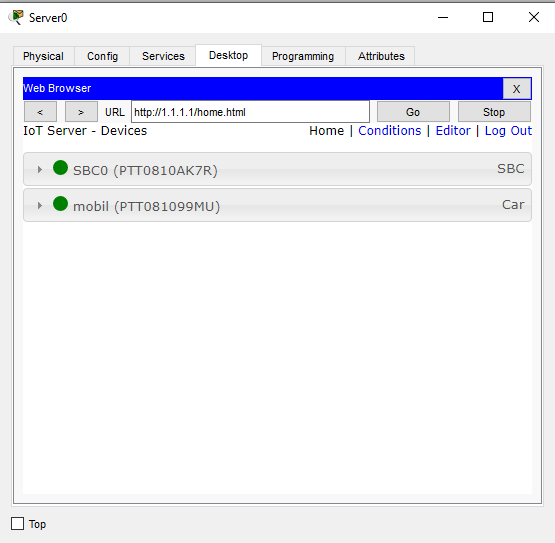 Server0
Physical Config Services Desktop Programming Attributes
Web Browser X
< > URL http://1.1.1.1/home.html Go Stop
IoT Server - Devices Home | Conditions | Editor | Log Out
SBC0 (PTT0810AK7R) SBC
mobil (PTT081099MU) Car
Top